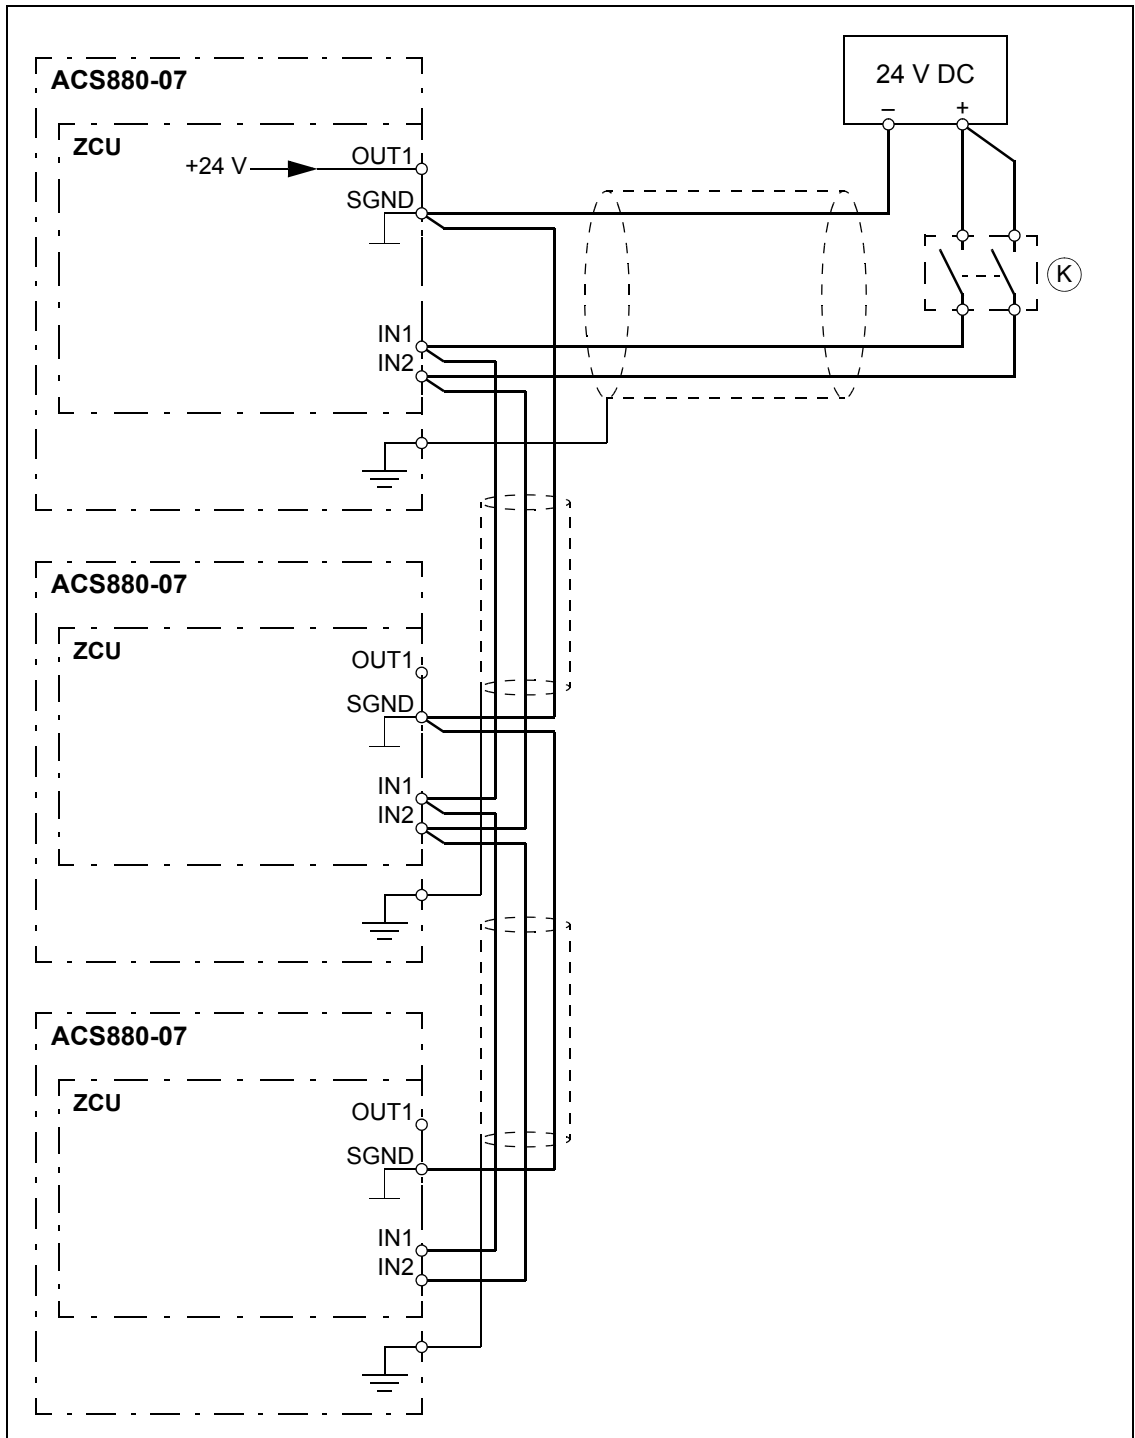 ACS880-07
24 V DC
– +
ZCU
OUT1
+24 V
SGND
K
IN1
IN2
ACS880-07
ZCU
OUT1
SGND
IN1
IN2
ACS880-07
ZCU
OUT1
SGND
IN1
IN2